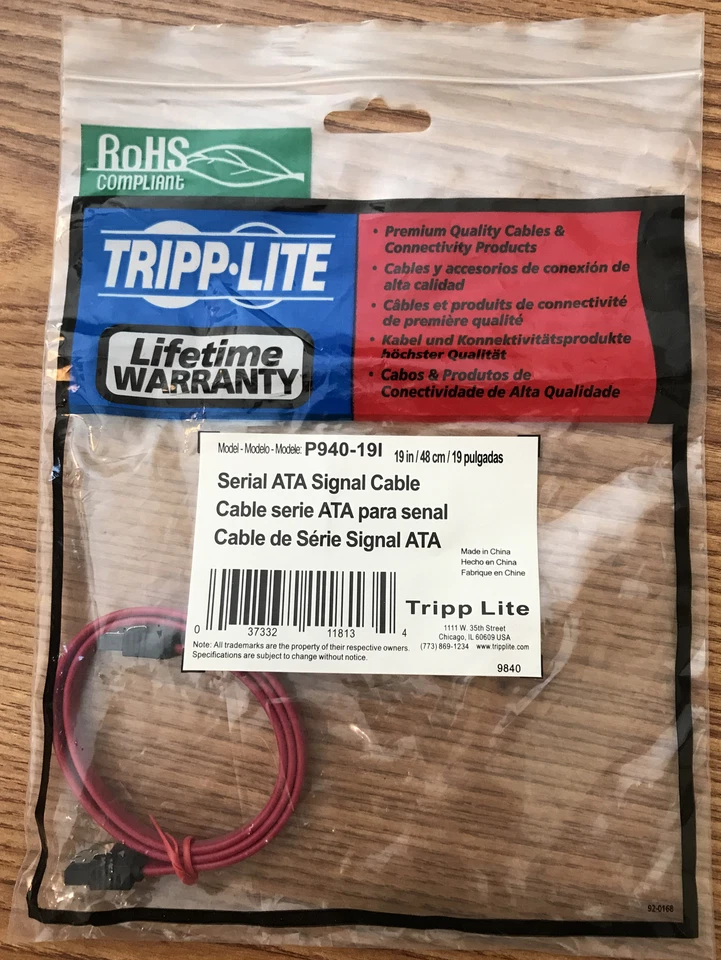 RoHS
COMPLIANT
TRIPP·LITE
Lifetime
WARRANTY
• Premium Quality Cables &
Connectivity Products
• Cables y accesorios de conexión de
alta calidad
• Câbles et produits de connectivité
de première qualité
• Kabel und Konnektivitätsprodukte
höchster Qualität
• Cabos & Produtos de
Conectividade de Alta Qualidade
Model - Modelo - Modele: P940-19I 19 in / 48 cm / 19 pulgadas
Serial ATA Signal Cable
Cable serie ATA para senal
Cable de Série Signal ATA
Made in China
Hecho en China
Fabrique en Chine
0 37332 11813 4
Tripp Lite
1111 W. 35th Street
Chicago, IL 60609 USA
(773) 869-1234 www.tripplite.com
Note: All trademarks are the property of their respective owners.
Specifications are subject to change without notice.
9840
92-0168